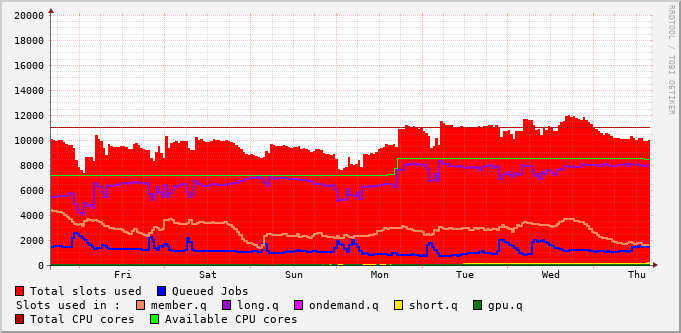 RRDTOOL / TOBI OETIKER
20000
18000
16000
14000
12000
10000
8000
6000
4000
2000
0
Fri Sat Sun Mon Tue Wed Thu
Total slots used Queued Jobs
Slots used in : member.q long.q ondemand.q short.q gpu.q
Total CPU cores Available CPU cores